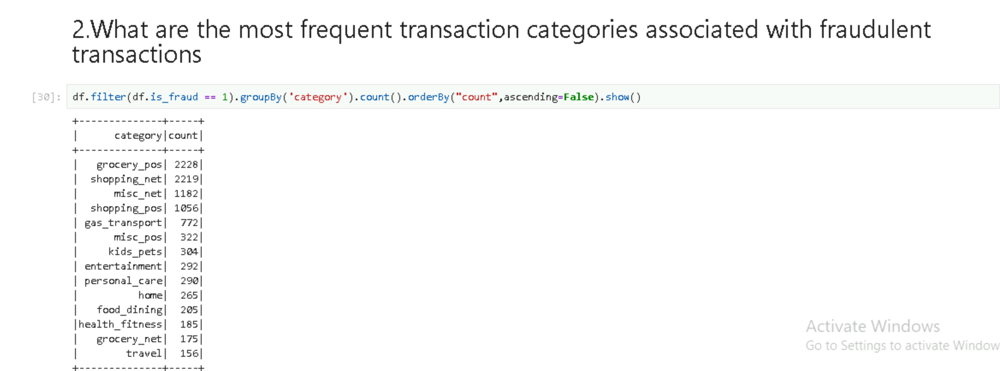 2.What are the most frequent transaction categories associated with fraudulent
transactions
[30]: df.filter(df.is_fraud == 1).groupBy('category').count().orderBy("count",ascending=False).show()
+--------------+-----+
|      category|count|
+--------------+-----+
|   grocery_pos| 2228|
|  shopping_net| 2219|
|      misc_net| 1182|
|  shopping_pos| 1056|
| gas_transport|  772|
|      misc_pos|  322|
|     kids_pets|  304|
| entertainment|  292|
| personal_care|  290|
|          home|  265|
|   food_dining|  205|
|health_fitness|  185|
|   grocery_net|  175|
|        travel|  156|
+--------------+-----+
Activate Windows
Go to Settings to activate Window